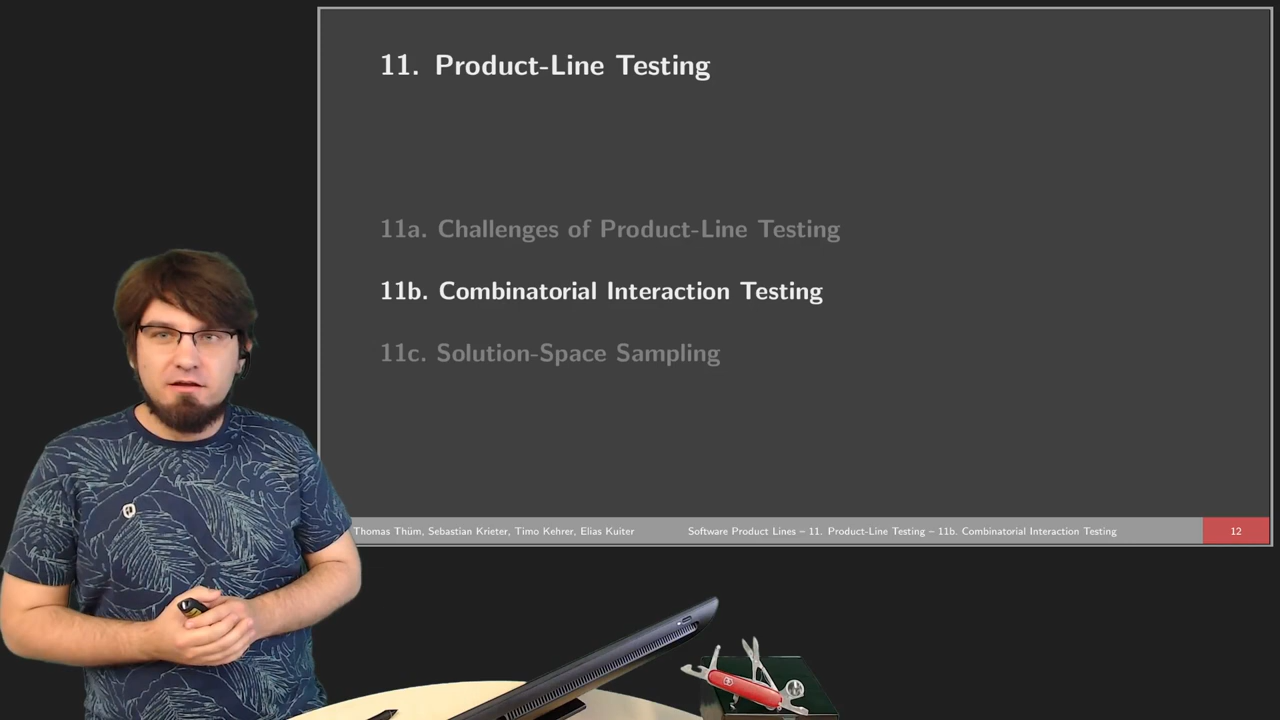 11. Product-Line Testing
11a. Challenges of Product-Line Testing
11b. Combinatorial Interaction Testing
11c. Solution-Space Sampling
Thomas Thüm, Sebastian Krieter, Timo Kehrer, Elias Kuiter
Software Product Lines – 11. Product-Line Testing – 11b. Combinatorial Interaction Testing
12